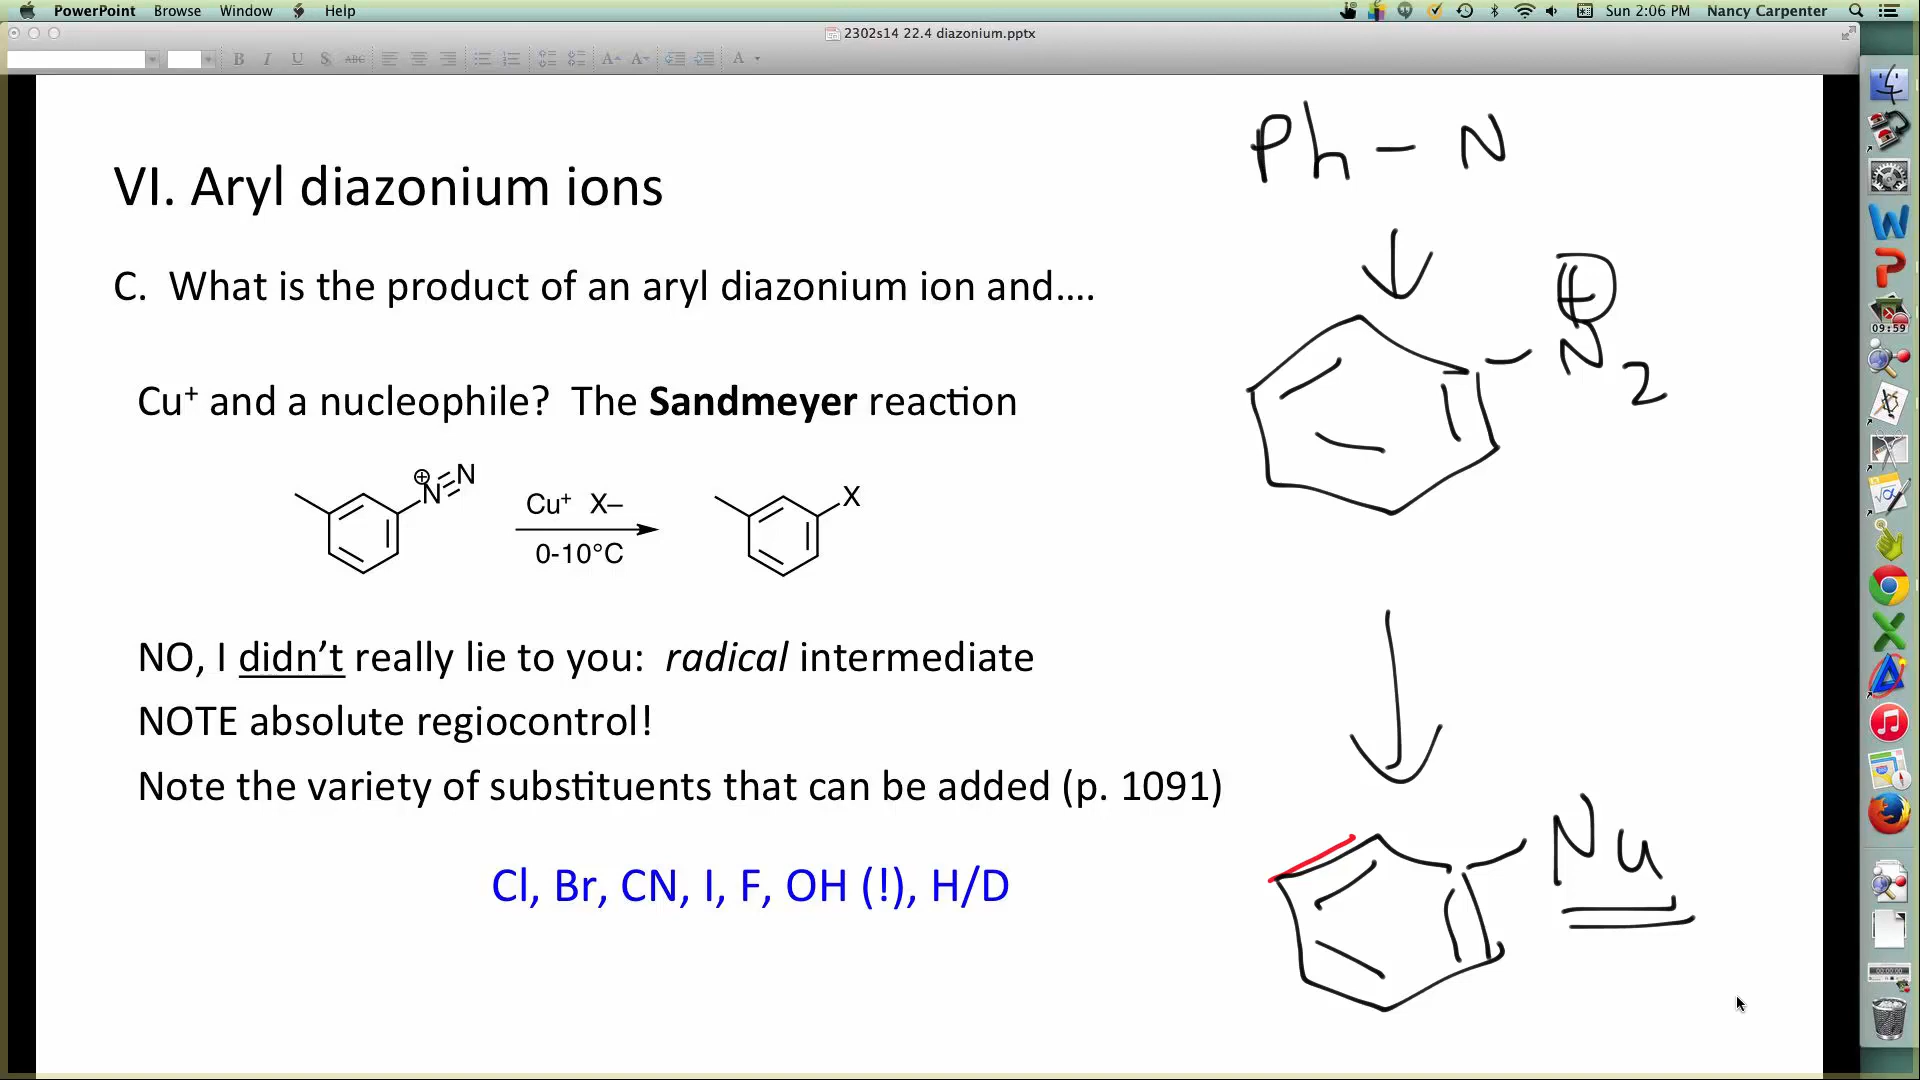 PowerPoint Browse Window Help Sun 2:06 PM Nancy Carpenter
2302s14 22.4 diazonium.pptx
B I U S ABC A A A
VI. Aryl diazonium ions
C. What is the product of an aryl diazonium ion and....
Cu⁺ and a nucleophile? The Sandmeyer reaction
⊕
N N
Cu⁺ X–
0-10°C
X
NO, I didn’t really lie to you: radical intermediate
NOTE absolute regiocontrol!
Note the variety of substituents that can be added (p. 1091)
Cl, Br, CN, I, F, OH (!), H/D
Ph - N
⊕
N2
Nu
09:59